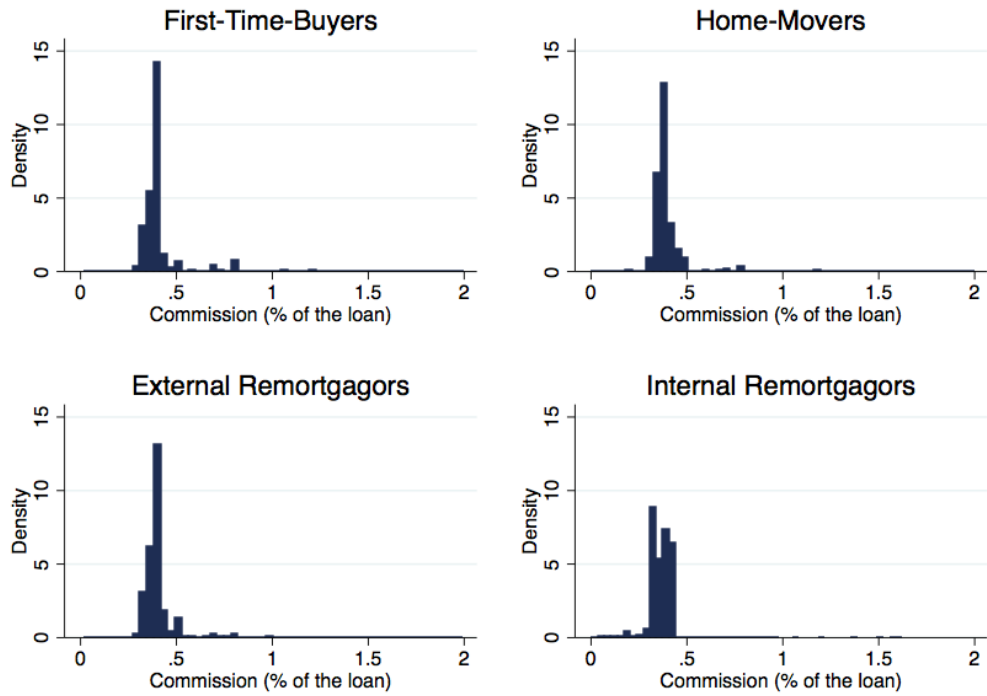 First-Time-Buyers
Density
15
10
5
0
0 .5 1 1.5 2
Commission (% of the loan)
Home-Movers
Density
15
10
5
0
0 .5 1 1.5 2
Commission (% of the loan)
External Remortgagors
Density
15
10
5
0
0 .5 1 1.5 2
Commission (% of the loan)
Internal Remortgagors
Density
15
10
5
0
0 .5 1 1.5 2
Commission (% of the loan)